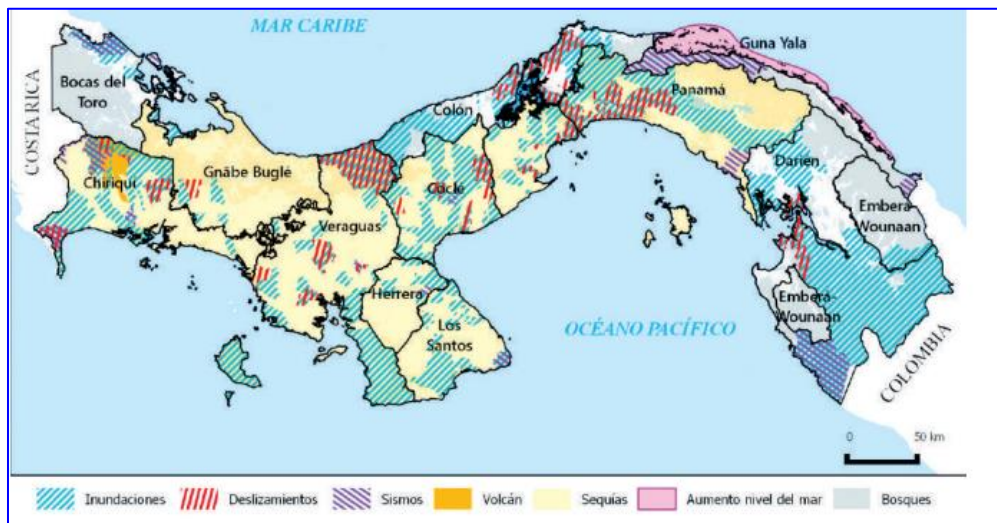 MAR CARIBE
Guna Yala
Bocas del
Toro
COSTA RICA
Colón
Panamá
Gnäbe Buglé
Chiriquí
Coclé
Darién
Veraguas
Emberá
Wounaan
Herrera
Emberá-
Wounaan
Los
Santos
OCÉANO PACÍFICO
COLOMBIA
0 50 km
Inundaciones Deslizamientos Sismos Volcán Sequías Aumento nivel del mar Bosques